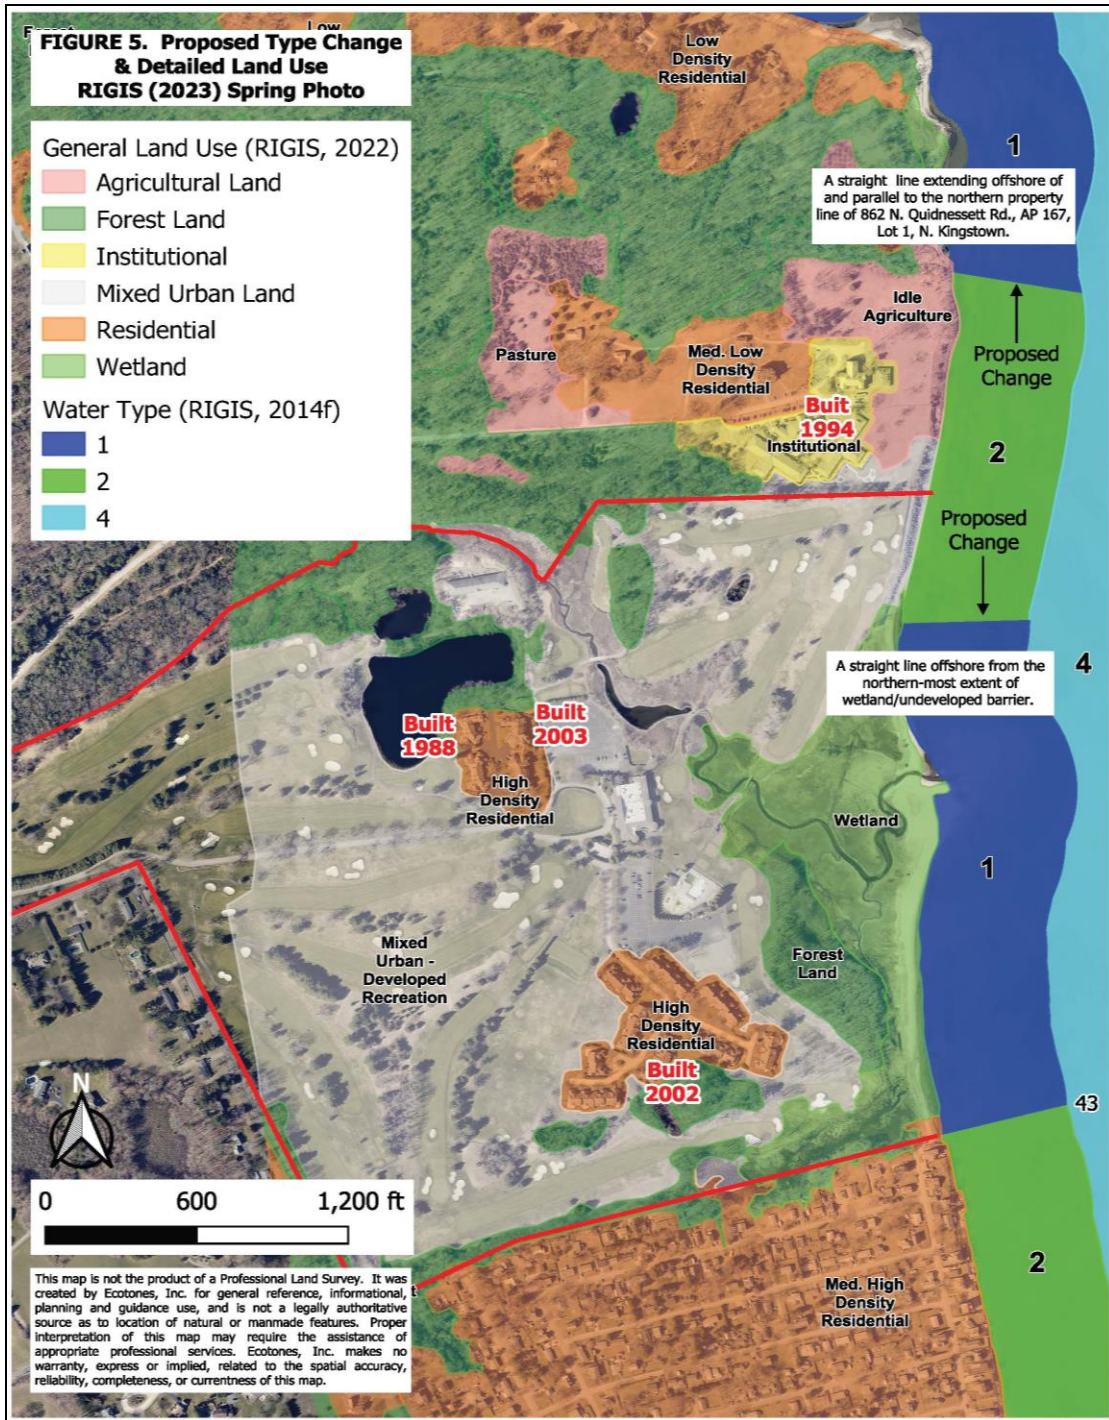 FIGURE 5. Proposed Type Change
& Detailed Land Use
RIGIS (2023) Spring Photo
Low
Low
Density
Residential
General Land Use (RIGIS, 2022)
Agricultural Land
Forest Land
Institutional
Mixed Urban Land
Residential
Wetland
Water Type (RIGIS, 2014f)
1
2
4
1
A straight line extending offshore of
and parallel to the northern property
line of 862 N. Quidnessett Rd., AP 167,
Lot 1, N. Kingstown.
Idle
Agriculture
Proposed
Change
Pasture
Med. Low
Density
Residential
Buit
1994
Institutional
2
Proposed
Change
A straight line offshore from the
northern-most extent of
wetland/undeveloped barrier.
4
Built
1988
Built
2003
High
Density
Residential
Wetland
1
Mixed
Urban -
Developed
Recreation
Forest
Land
High
Density
Residential
Built
2002
43
N
0 600 1,200 ft
2
Med. High
Density
Residential
This map is not the product of a Professional Land Survey. It was
created by Ecotones, Inc. for general reference, informational,
planning and guidance use, and is not a legally authoritative
source as to location of natural or manmade features. Proper
interpretation of this map may require the assistance of
appropriate professional services. Ecotones, Inc. makes no
warranty, express or implied, related to the spatial accuracy,
reliability, completeness, or currentness of this map.